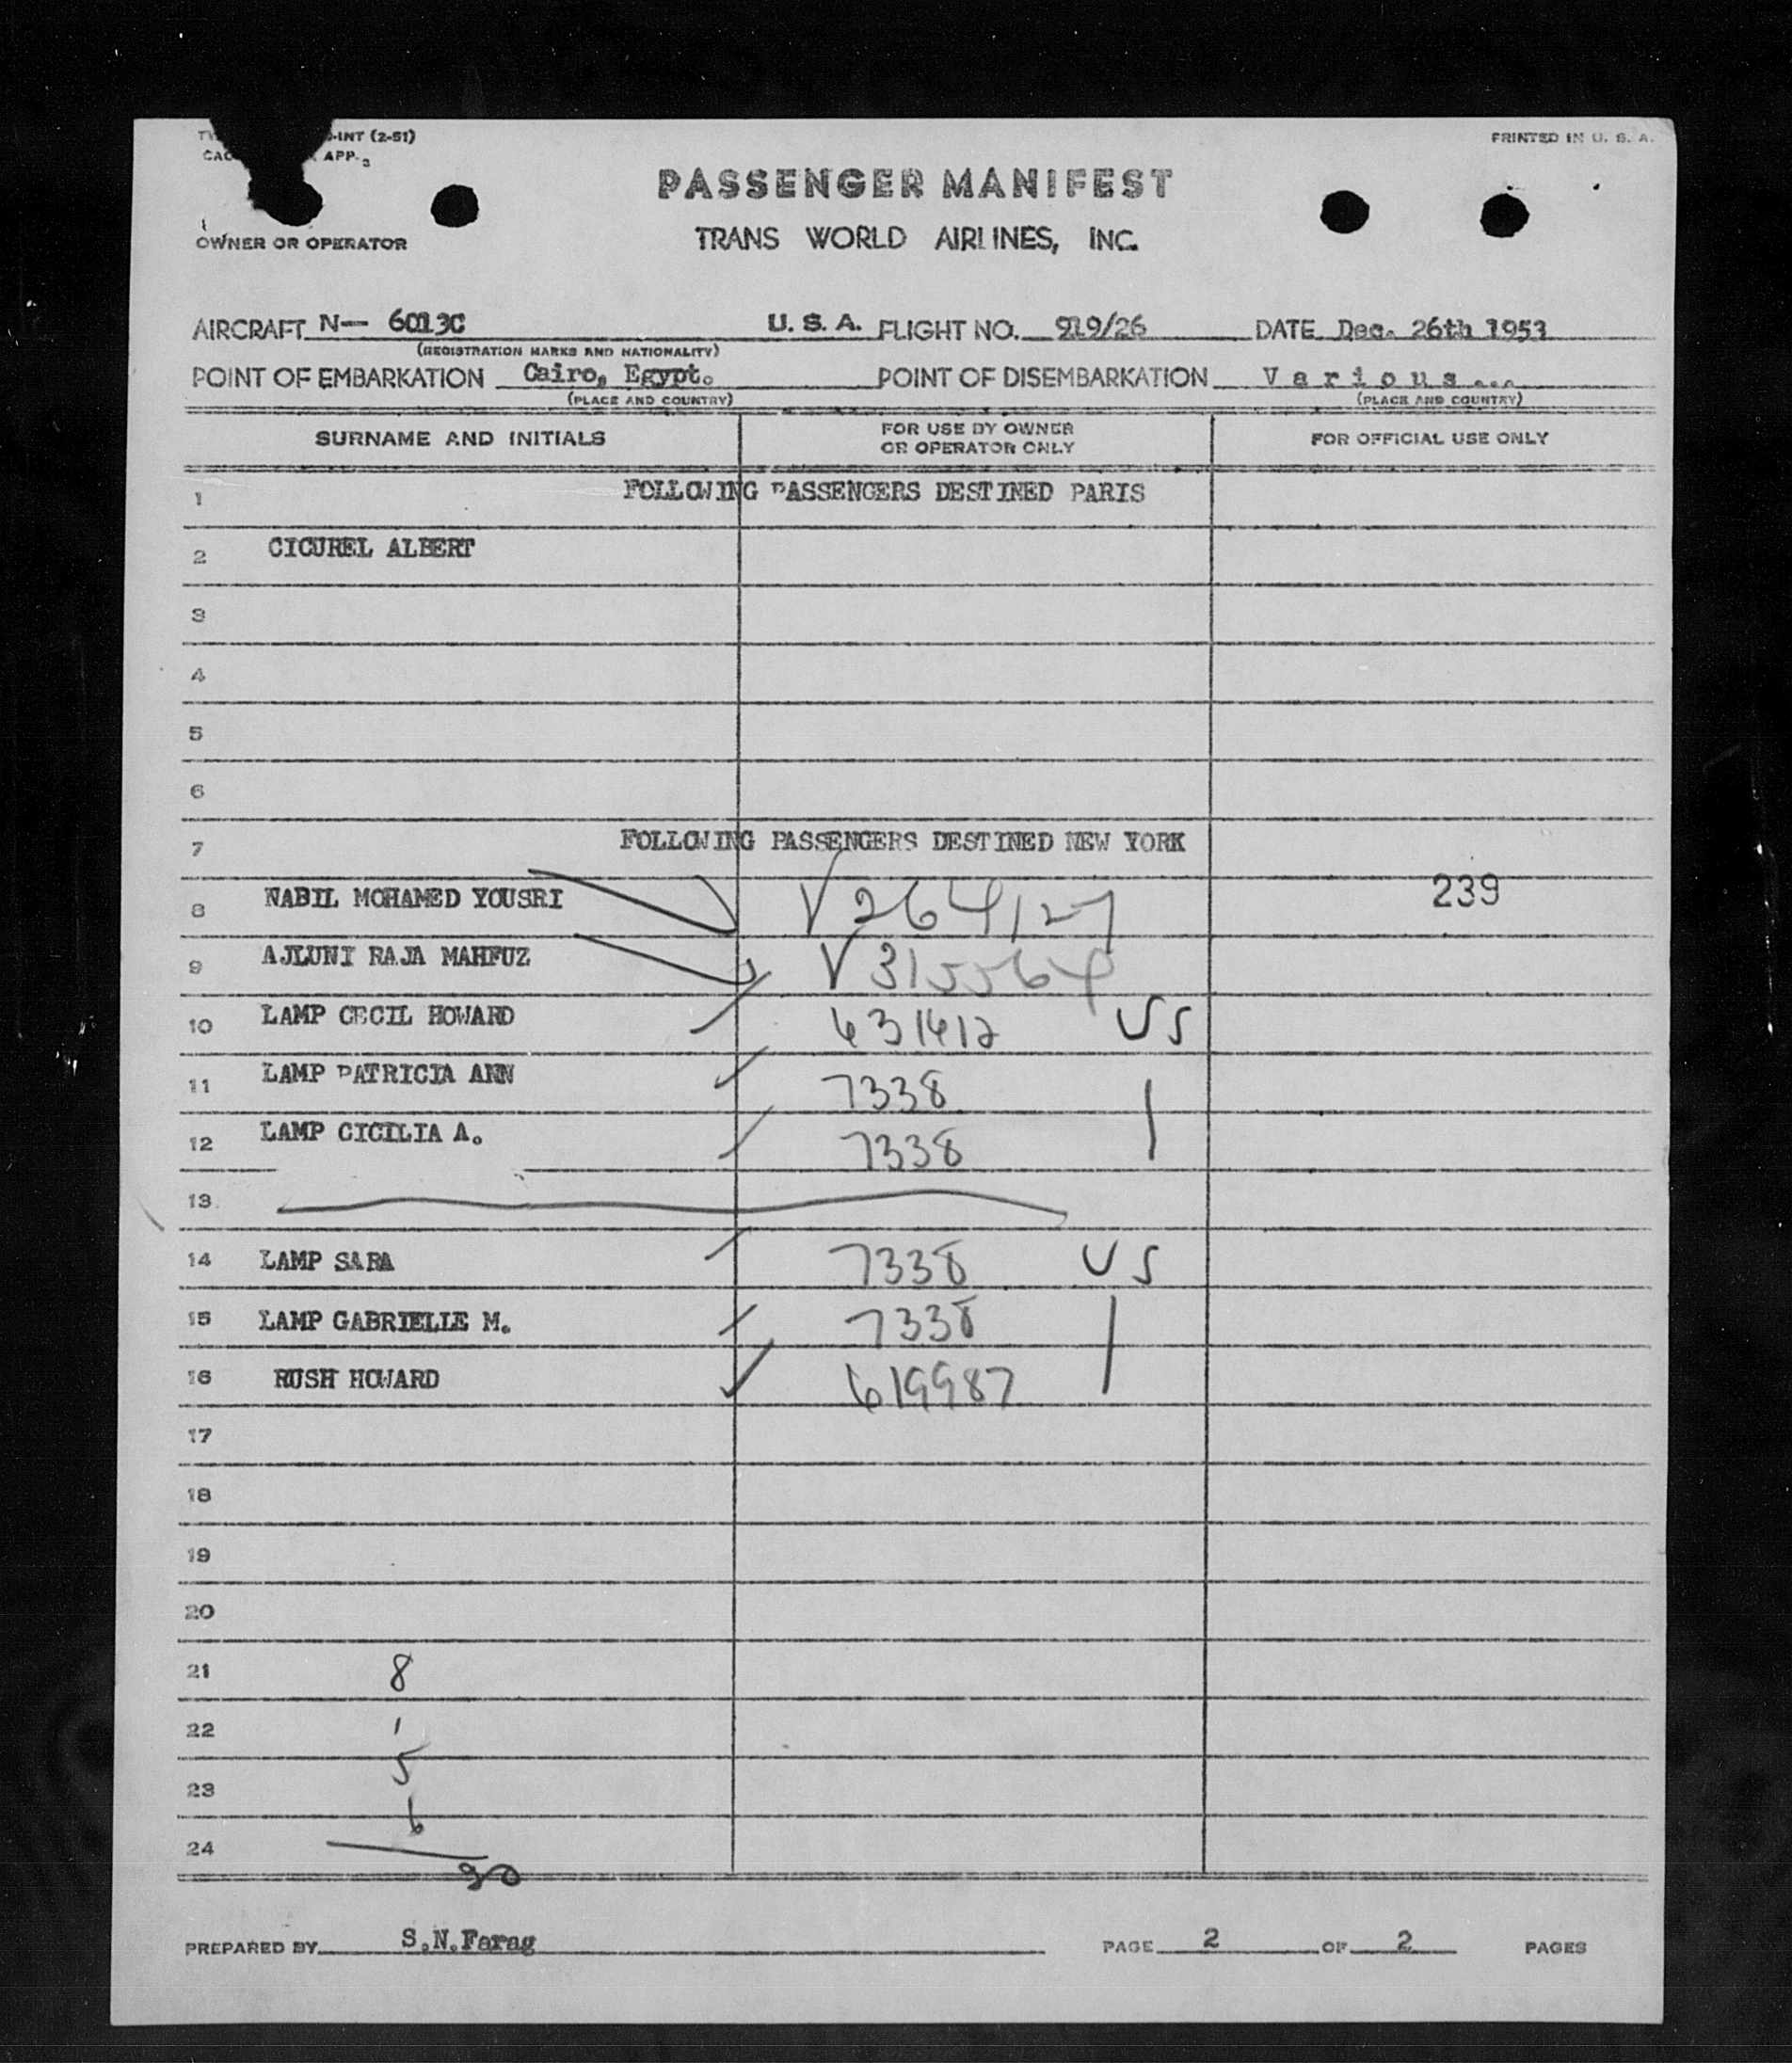 -INT (2-51)
PRINTED IN U. S. A.
APP.
PASSENGER MANIFEST
OWNER OR OPERATOR
TRANS WORLD AIRLINES, INC.
AIRCRAFT N— 6013C U. S. A. FLIGHT NO. 919/26 DATE Dec. 26th 1953
(REGISTRATION MARKS AND NATIONALITY)
POINT OF EMBARKATION Cairo, Egypt. POINT OF DISEMBARKATION Various...
(PLACE AND COUNTRY) (PLACE AND COUNTRY)
SURNAME AND INITIALS FOR USE BY OWNER OR OPERATOR ONLY FOR OFFICIAL USE ONLY
1 FOLLOWING PASSENGERS DESTINED PARIS
2 CICUREL ALBERT
3
4
5
6
7 FOLLOWING PASSENGERS DESTINED NEW YORK
8 NABIL MOHAMED YOUSRI V264127 239
9 AJLUNI RAJA MAHFUZ V315564
10 LAMP CECIL HOWARD 431412 US
11 LAMP PATRICIA ANN 7338
12 LAMP CICILIA A. 7338
13
14 LAMP SARA 7338 US
15 LAMP GABRIELLE M. 7338
16 RUSH HOWARD 619987
17
18
19
20
21 8
22 1
5
23
6
24
20
PREPARED BY S.N.Farag PAGE 2 OF 2 PAGES